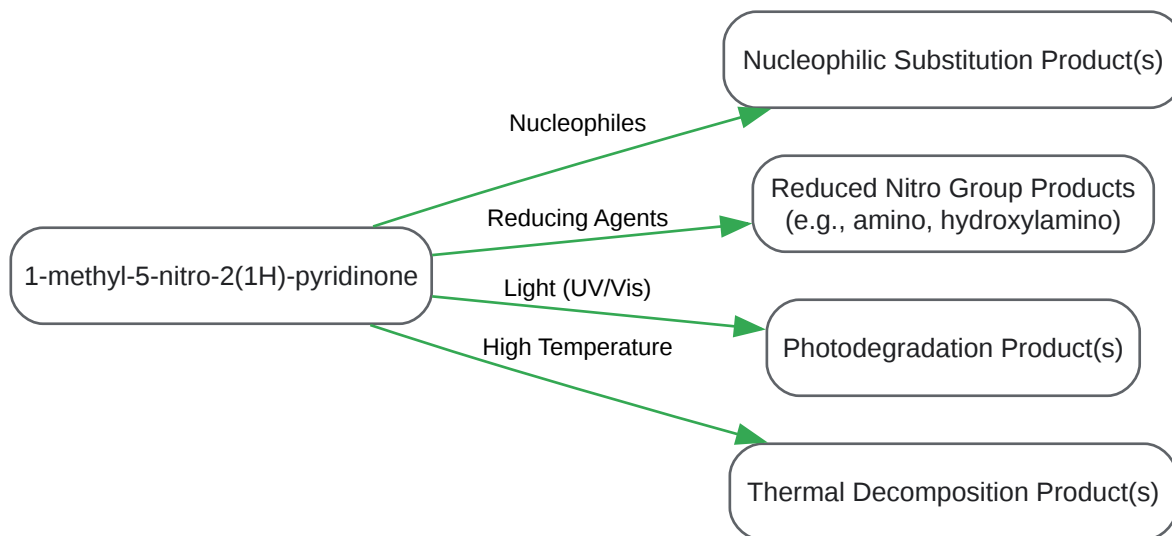 Nucleophilic Substitution Product(s)
Nucleophiles
Reduced Nitro Group Products
(e.g., amino, hydroxylamino)
Reducing Agents
1-methyl-5-nitro-2(1H)-pyridinone
Light (UV/Vis)
Photodegradation Product(s)
High Temperature
Thermal Decomposition Product(s)